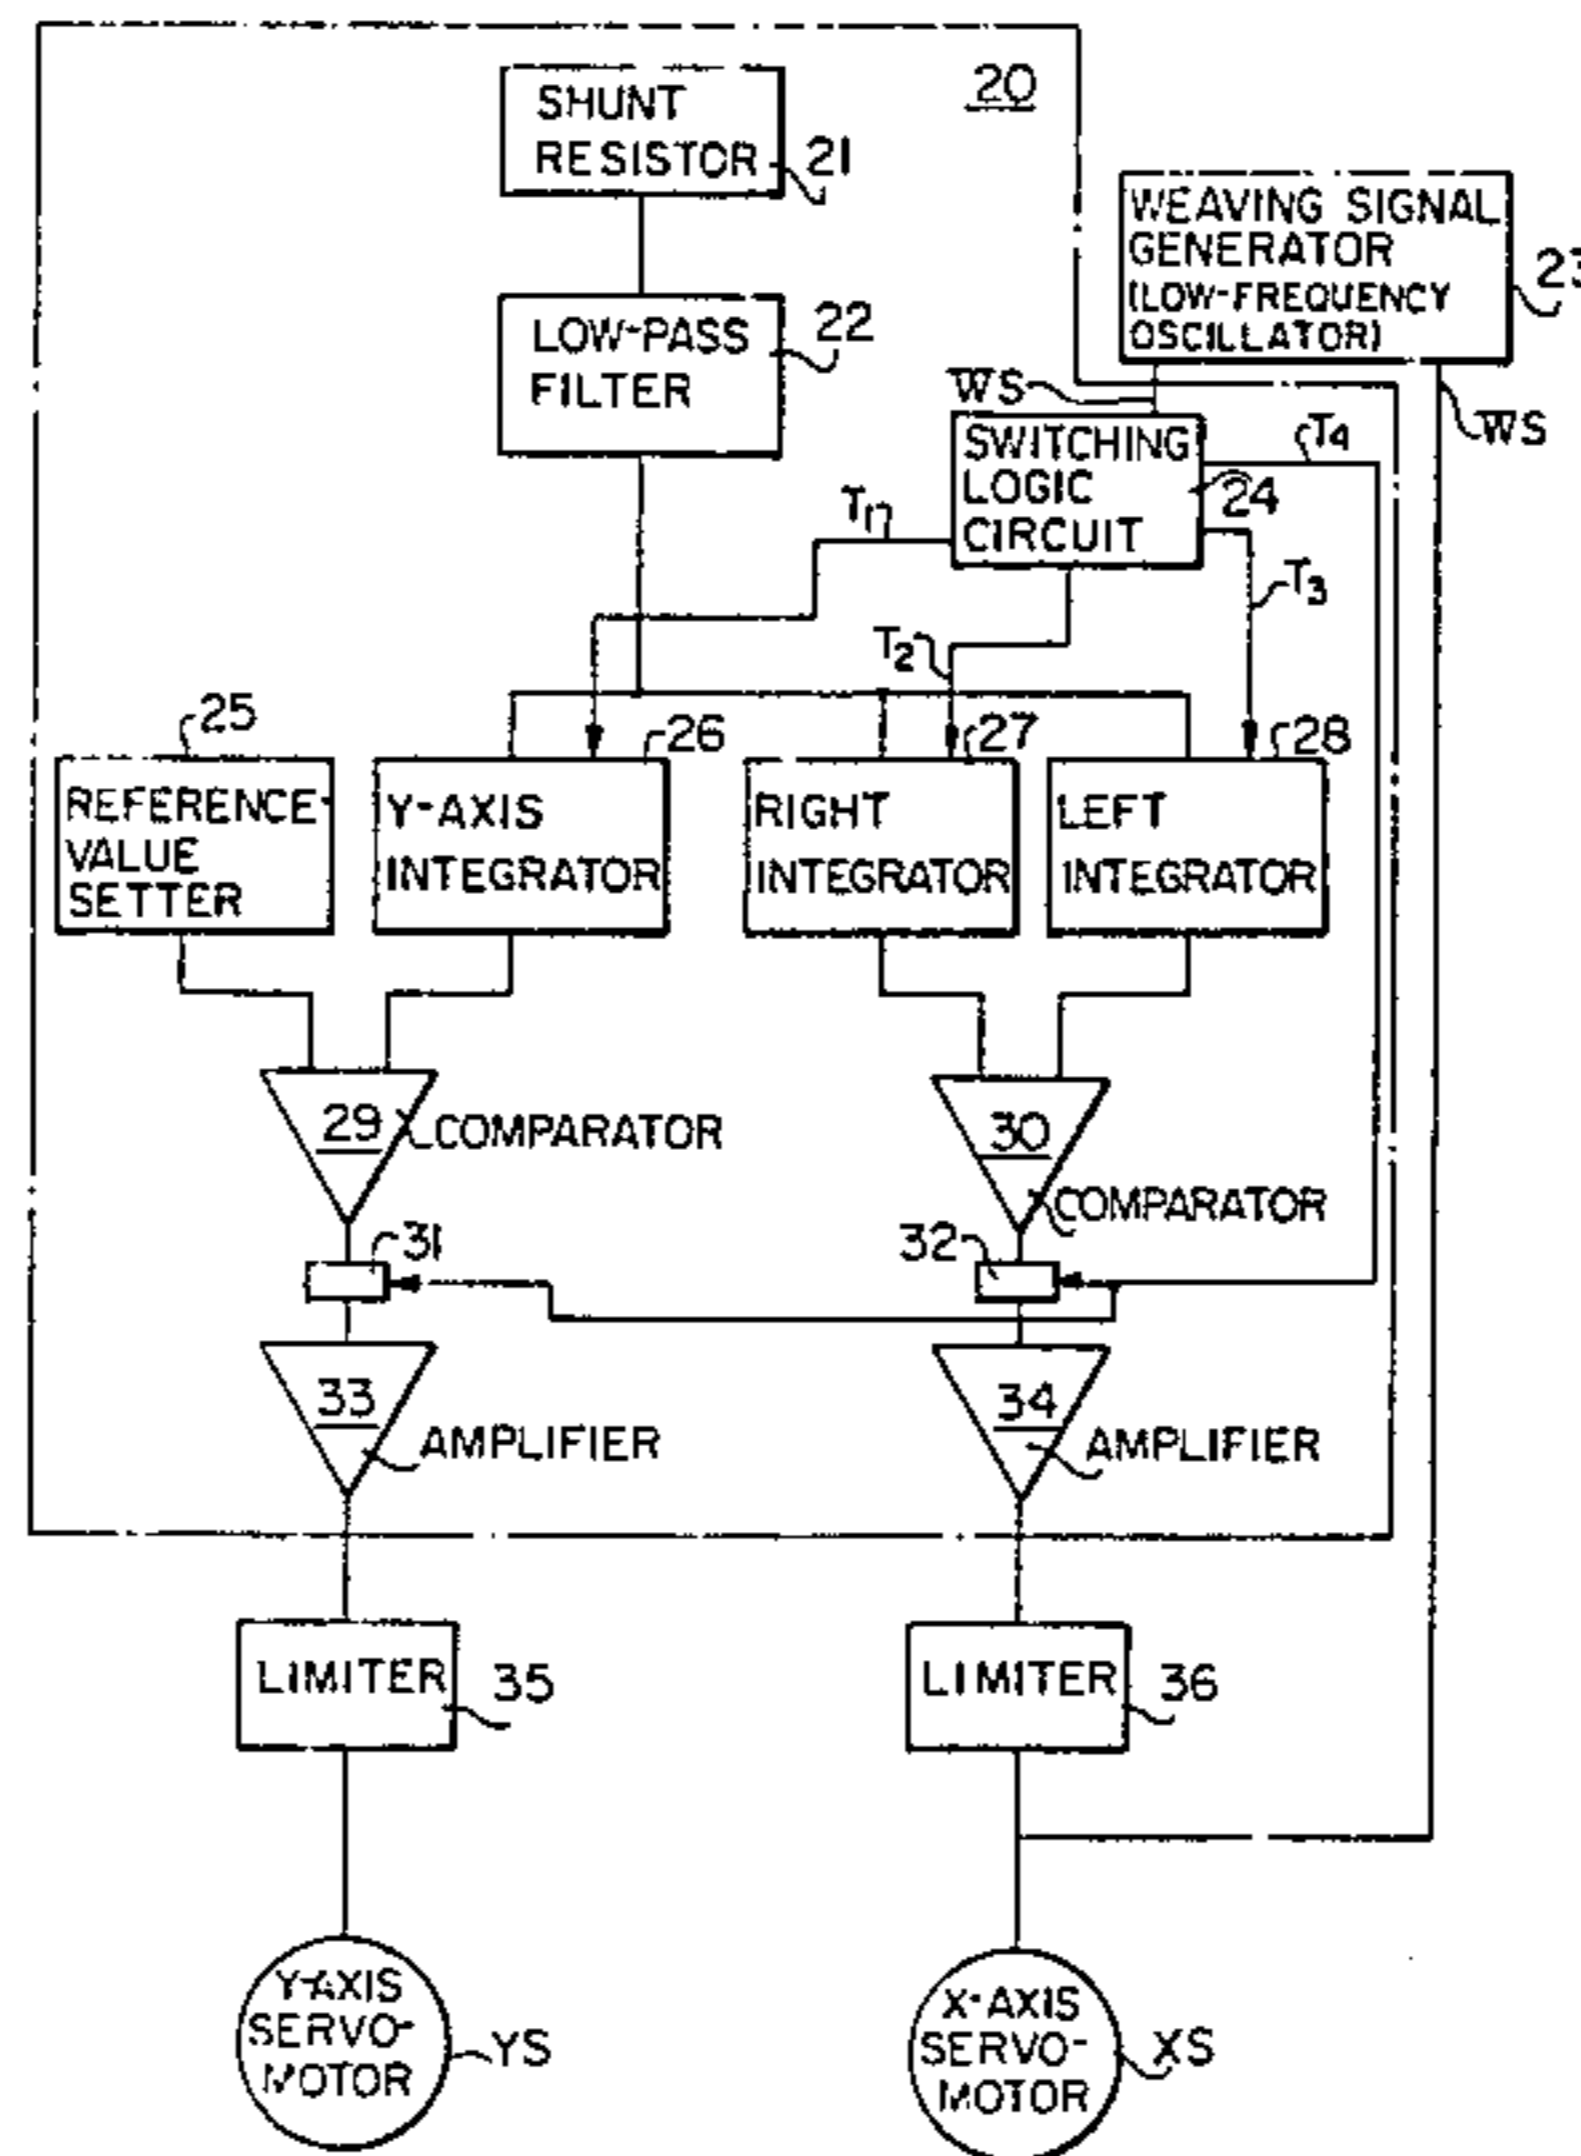 20
SHUNT
RESISTOR
21
WEAVING SIGNAL
GENERATOR
(LOW-FREQUENCY
OSCILLATOR)
23
LOW-PASS
FILTER
22
WS
WS
SWITCHING
LOGIC
CIRCUIT
24
T1
T2
T3
T4
25
REFERENCE-
VALUE
SETTER
26
Y-AXIS
INTEGRATOR
27
RIGHT
INTEGRATOR
28
LEFT
INTEGRATOR
29
COMPARATOR
30
COMPARATOR
31
32
33
AMPLIFIER
34
AMPLIFIER
LIMITER
35
LIMITER
36
Y-AXIS
SERVO-
MOTOR
YS
X-AXIS
SERVO-
MOTOR
XS